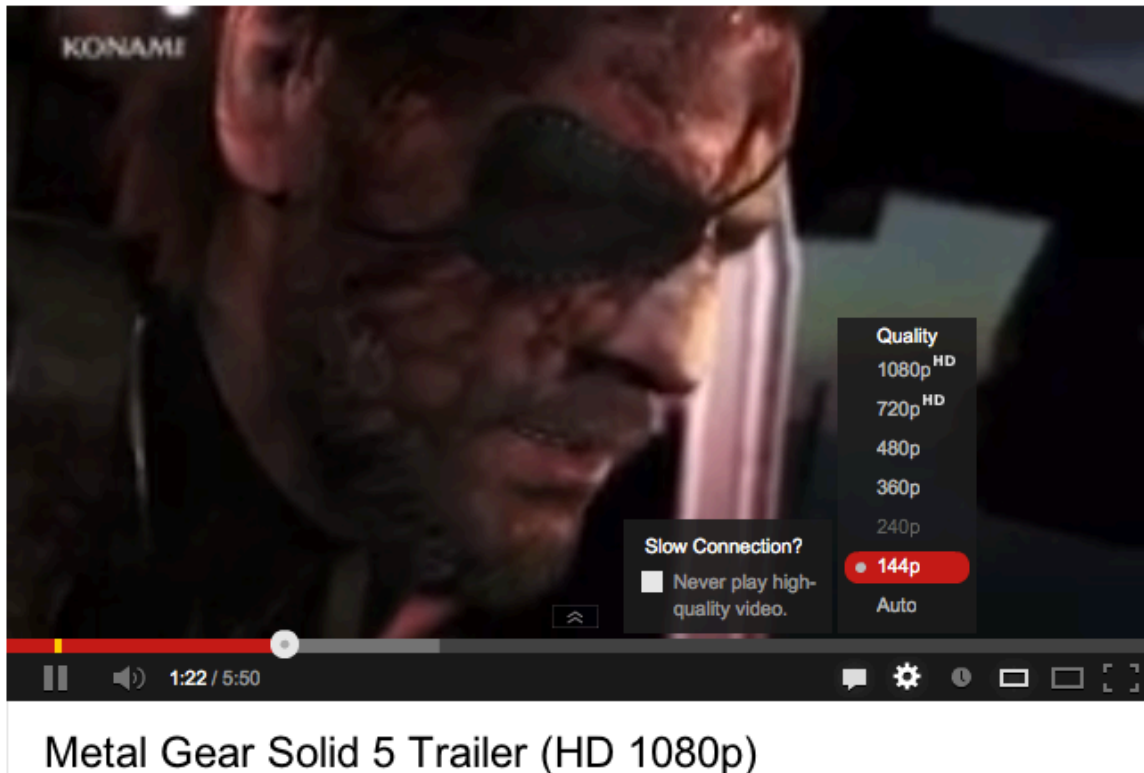 KONAMI
Quality
1080p HD
720p HD
480p
360p
240p
Slow Connection?
144p
Never play high-
quality video.
Auto
1:22 / 5:50
Metal Gear Solid 5 Trailer (HD 1080p)